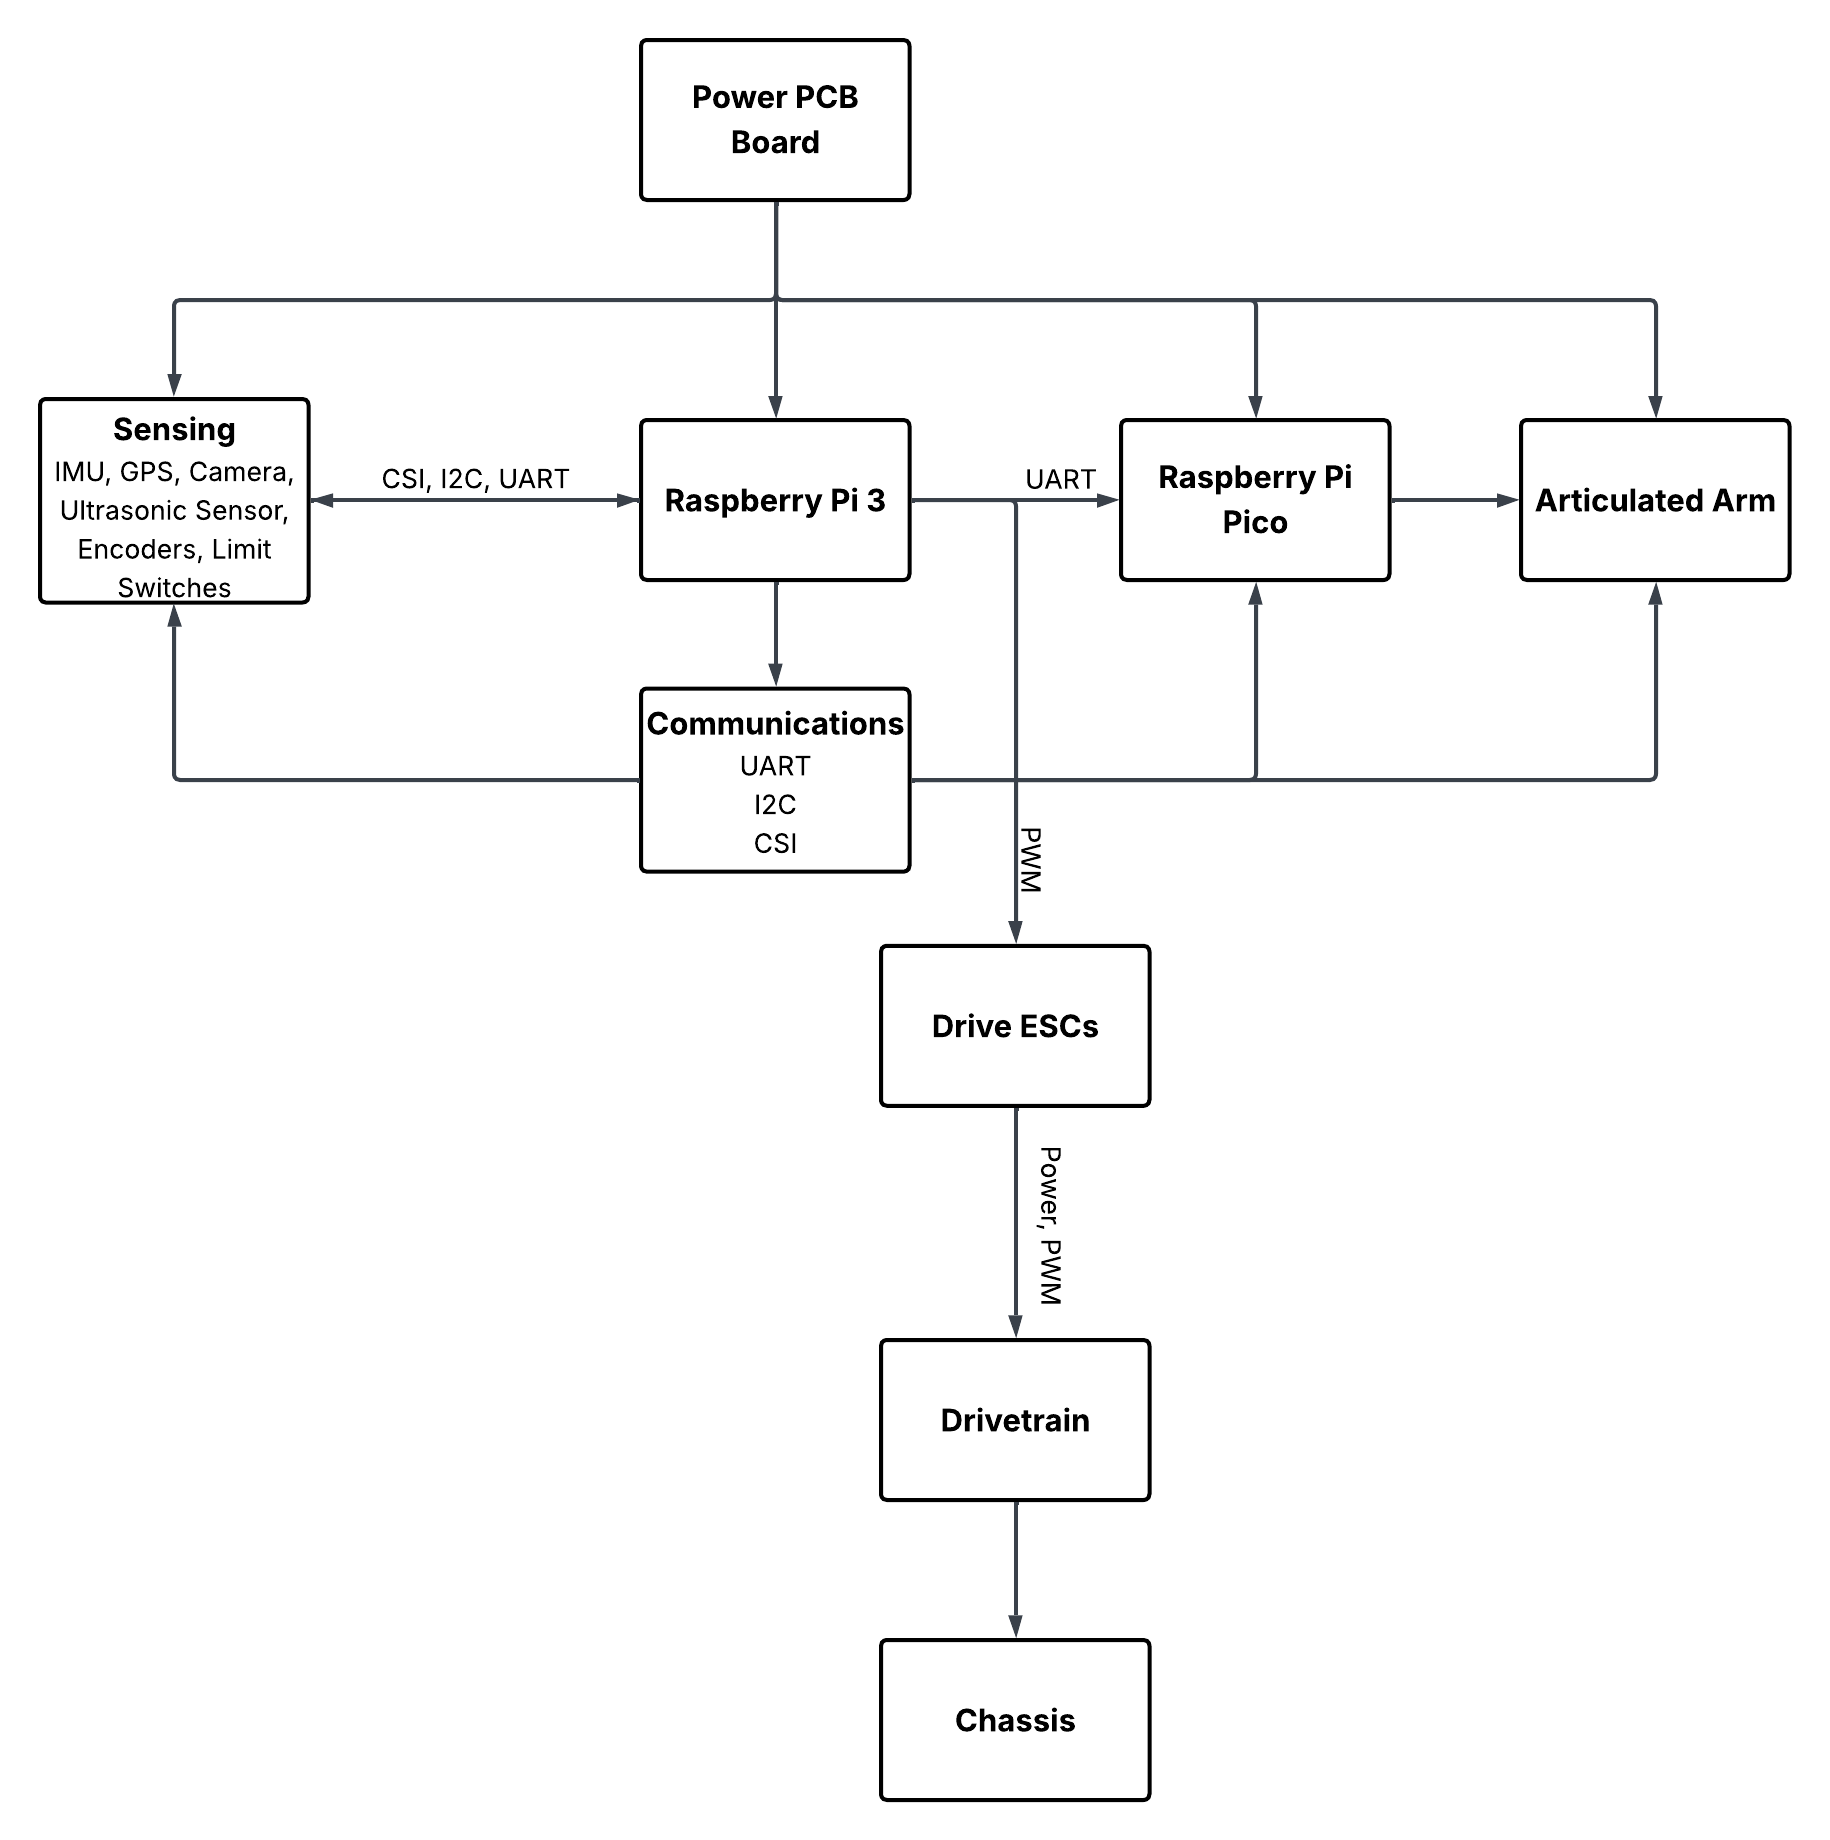 Power PCB
Board
Sensing
IMU, GPS, Camera,
Ultrasonic Sensor,
Encoders, Limit
Switches
CSI, I2C, UART
Raspberry Pi 3
UART
Raspberry Pi
Pico
Articulated Arm
Communications
UART
I2C
CSI
PWM
Drive ESCs
Power, PWM
Drivetrain
Chassis